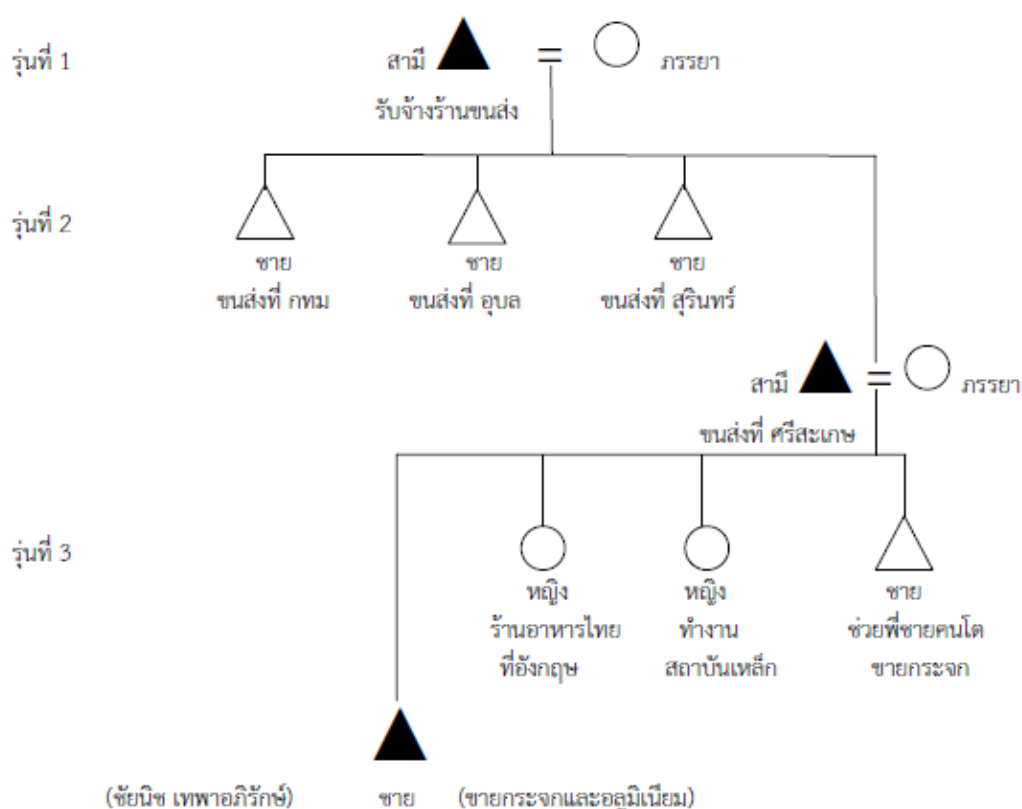 รุ่นที่ 1
สามี = ภรรยา
รับจ้างร้านขนส่ง
รุ่นที่ 2
ชาย ชาย ชาย
ขนส่งที่ กทม ขนส่งที่ อุบล ขนส่งที่ สุรินทร์
สามี = ภรรยา
ขนส่งที่ ศรีสะเกษ
รุ่นที่ 3
หญิง หญิง ชาย
ร้านอาหารไทย ทำงาน ช่วยพี่ชายคนโต
ที่อังกฤษ สถาบันเหล็ก ขายกระจก
(ชัยนิช เทพาอภิรักษ์) ชาย (ขายกระจกและอลูมิเนียม)